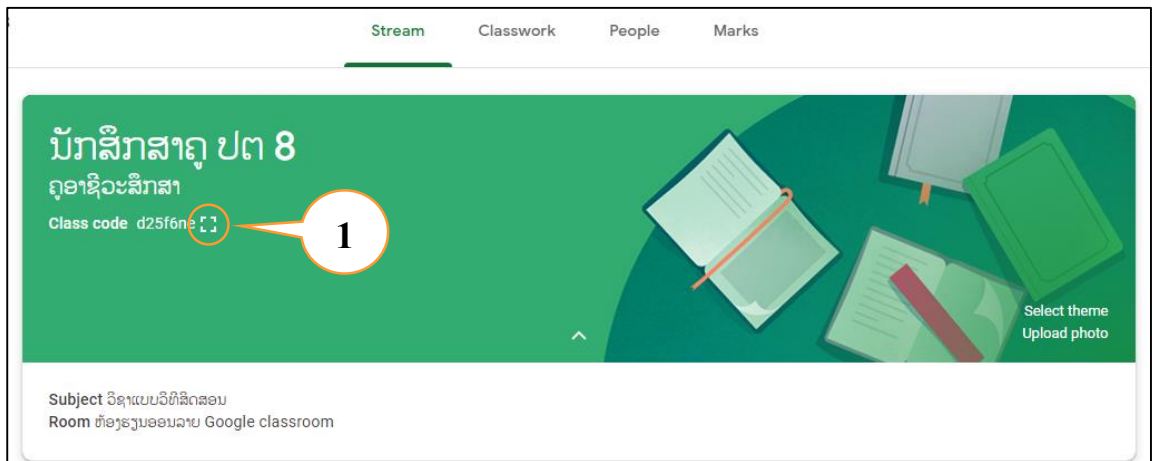 Stream Classwork People Marks
ນັກສຶກສາຄູ ປຕ 8
ຄູອາຊີວະສຶກສາ
Class code d25f6ne
1
Select theme
Upload photo
Subject ວິຊາແບບວິທີສິດສອນ
Room ຫ້ອງຮຽນອອນລາຍ Google classroom